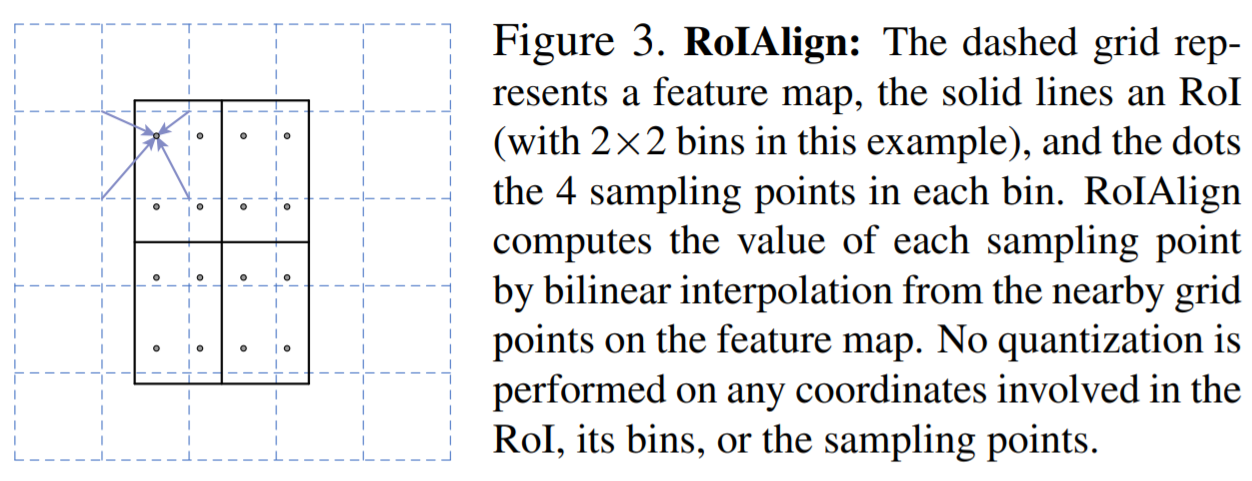 Figure 3. RoIAlign: The dashed grid rep-
resents a feature map, the solid lines an RoI
(with 2×2 bins in this example), and the dots
the 4 sampling points in each bin. RoIAlign
computes the value of each sampling point
by bilinear interpolation from the nearby grid
points on the feature map. No quantization is
performed on any coordinates involved in the
RoI, its bins, or the sampling points.